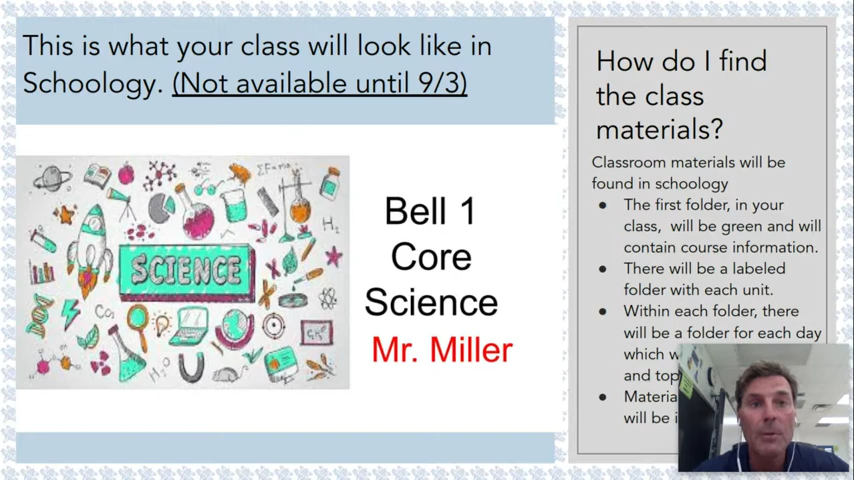 This is what your class will look like in
Schoology. (Not available until 9/3)
SCIENCE
Bell 1
Core
Science
Mr. Miller
How do I find
the class
materials?
Classroom materials will be
found in schoology
● The first folder, in your
class, will be green and will
contain course information.
● There will be a labeled
folder with each unit.
● Within each folder, there
will be a folder for each day
which
and
●
will be